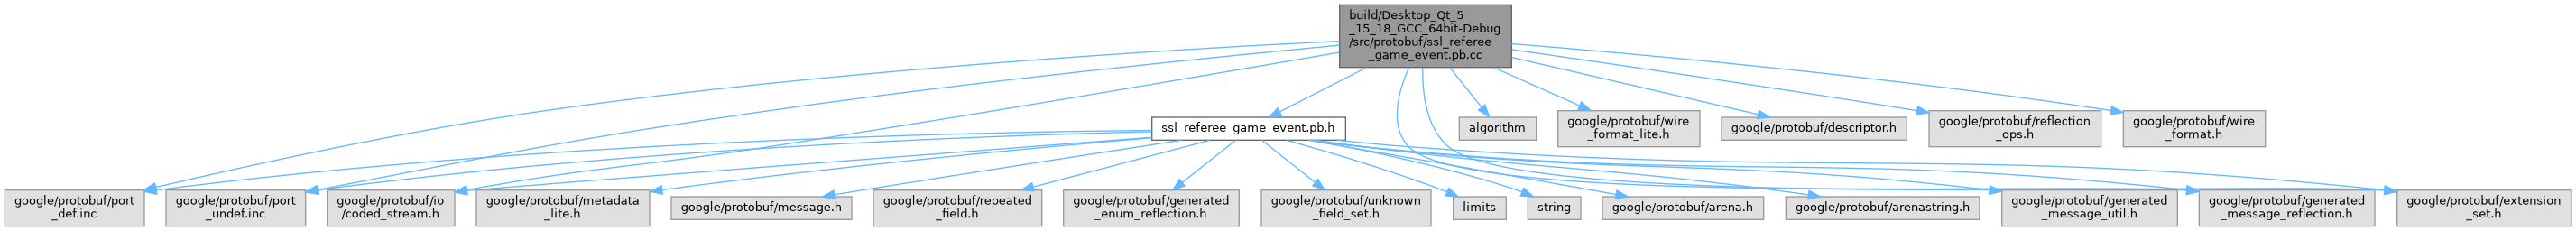 build/Desktop_Qt_5
_15_18_GCC_64bit-Debug
/src/protobuf/ssl_referee
_game_event.pb.cc
ssl_referee_game_event.pb.h
algorithm
google/protobuf/wire
_format_lite.h
google/protobuf/descriptor.h
google/protobuf/reflection
_ops.h
google/protobuf/wire
_format.h
google/protobuf/port
_def.inc
google/protobuf/port
_undef.inc
google/protobuf/io
/coded_stream.h
google/protobuf/metadata
_lite.h
google/protobuf/message.h
google/protobuf/repeated
_field.h
google/protobuf/generated
_enum_reflection.h
google/protobuf/unknown
_field_set.h
limits
string
google/protobuf/arena.h
google/protobuf/arenastring.h
google/protobuf/generated
_message_util.h
google/protobuf/generated
_message_reflection.h
google/protobuf/extension
_set.h